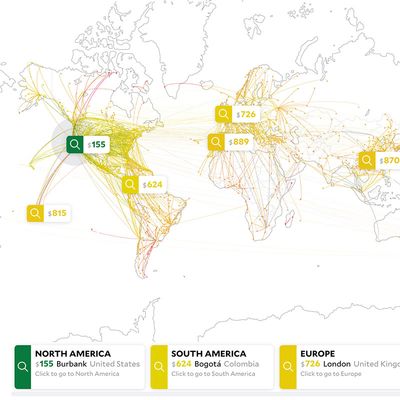 $726
$155
$889
$870
$624
$815
NORTH AMERICA
$155 Burbank United States
Click to go to North America
SOUTH AMERICA
$624 Bogotá Colombia
Click to go to South America
EUROPE
$726 London United Kingd
Click to go to Europe